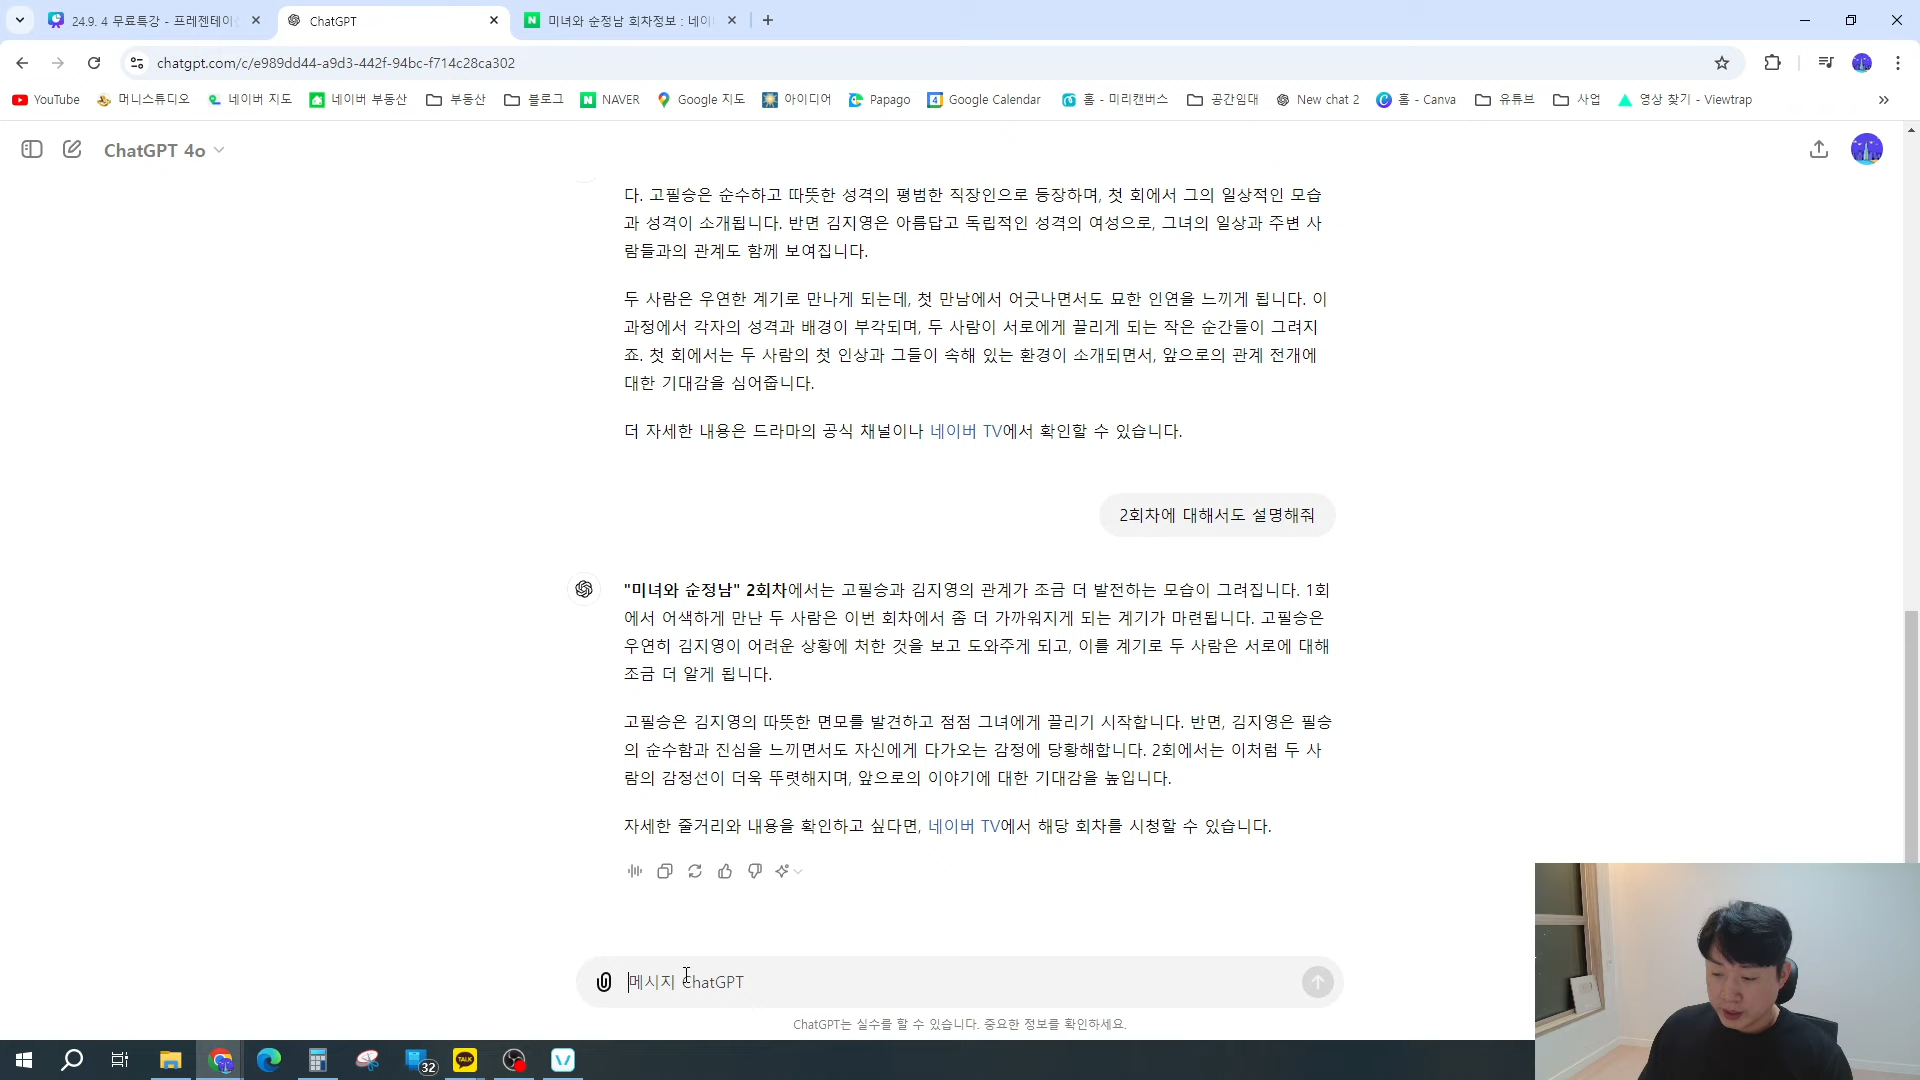 24.9. 4 무료특강 - 프레젠테이
ChatGPT
미녀와 순정남 회차정보 : 네이
chatgpt.com/c/e989dd44-a9d3-442f-94bc-f714c28ca302
YouTube
머니스튜디오
네이버 지도
네이버 부동산
부동산
블로그
NAVER
Google 지도
아이디어
Papago
Google Calendar
홈 - 미리캔버스
공간임대
New chat 2
홈 - Canva
유튜브
사업
영상 찾기 - Viewtrap
ChatGPT 4o
다. 고필승은 순수하고 따뜻한 성격의 평범한 직장인으로 등장하며, 첫 회에서 그의 일상적인 모습
과 성격이 소개됩니다. 반면 김지영은 아름답고 독립적인 성격의 여성으로, 그녀의 일상과 주변 사
람들과의 관계도 함께 보여집니다.
두 사람은 우연한 계기로 만나게 되는데, 첫 만남에서 어긋나면서도 묘한 인연을 느끼게 됩니다. 이
과정에서 각자의 성격과 배경이 부각되며, 두 사람이 서로에게 끌리게 되는 작은 순간들이 그려지
죠. 첫 회에서는 두 사람의 첫 인상과 그들이 속해 있는 환경이 소개되면서, 앞으로의 관계 전개에
대한 기대감을 심어줍니다.
더 자세한 내용은 드라마의 공식 채널이나 네이버 TV에서 확인할 수 있습니다.
2회차에 대해서도 설명해줘
"미녀와 순정남" 2회차에서는 고필승과 김지영의 관계가 조금 더 발전하는 모습이 그려집니다. 1회
에서 어색하게 만난 두 사람은 이번 회차에서 좀 더 가까워지게 되는 계기가 마련됩니다. 고필승은
우연히 김지영이 어려운 상황에 처한 것을 보고 도와주게 되고, 이를 계기로 두 사람은 서로에 대해
조금 더 알게 됩니다.
고필승은 김지영의 따뜻한 면모를 발견하고 점점 그녀에게 끌리기 시작합니다. 반면, 김지영은 필승
의 순수함과 진심을 느끼면서도 자신에게 다가오는 감정에 당황해합니다. 2회에서는 이처럼 두 사
람의 감정선이 더욱 뚜렷해지며, 앞으로의 이야기에 대한 기대감을 높입니다.
자세한 줄거리와 내용을 확인하고 싶다면, 네이버 TV에서 해당 회차를 시청할 수 있습니다.
메시지 ChatGPT
ChatGPT는 실수를 할 수 있습니다. 중요한 정보를 확인하세요.
32
TALK